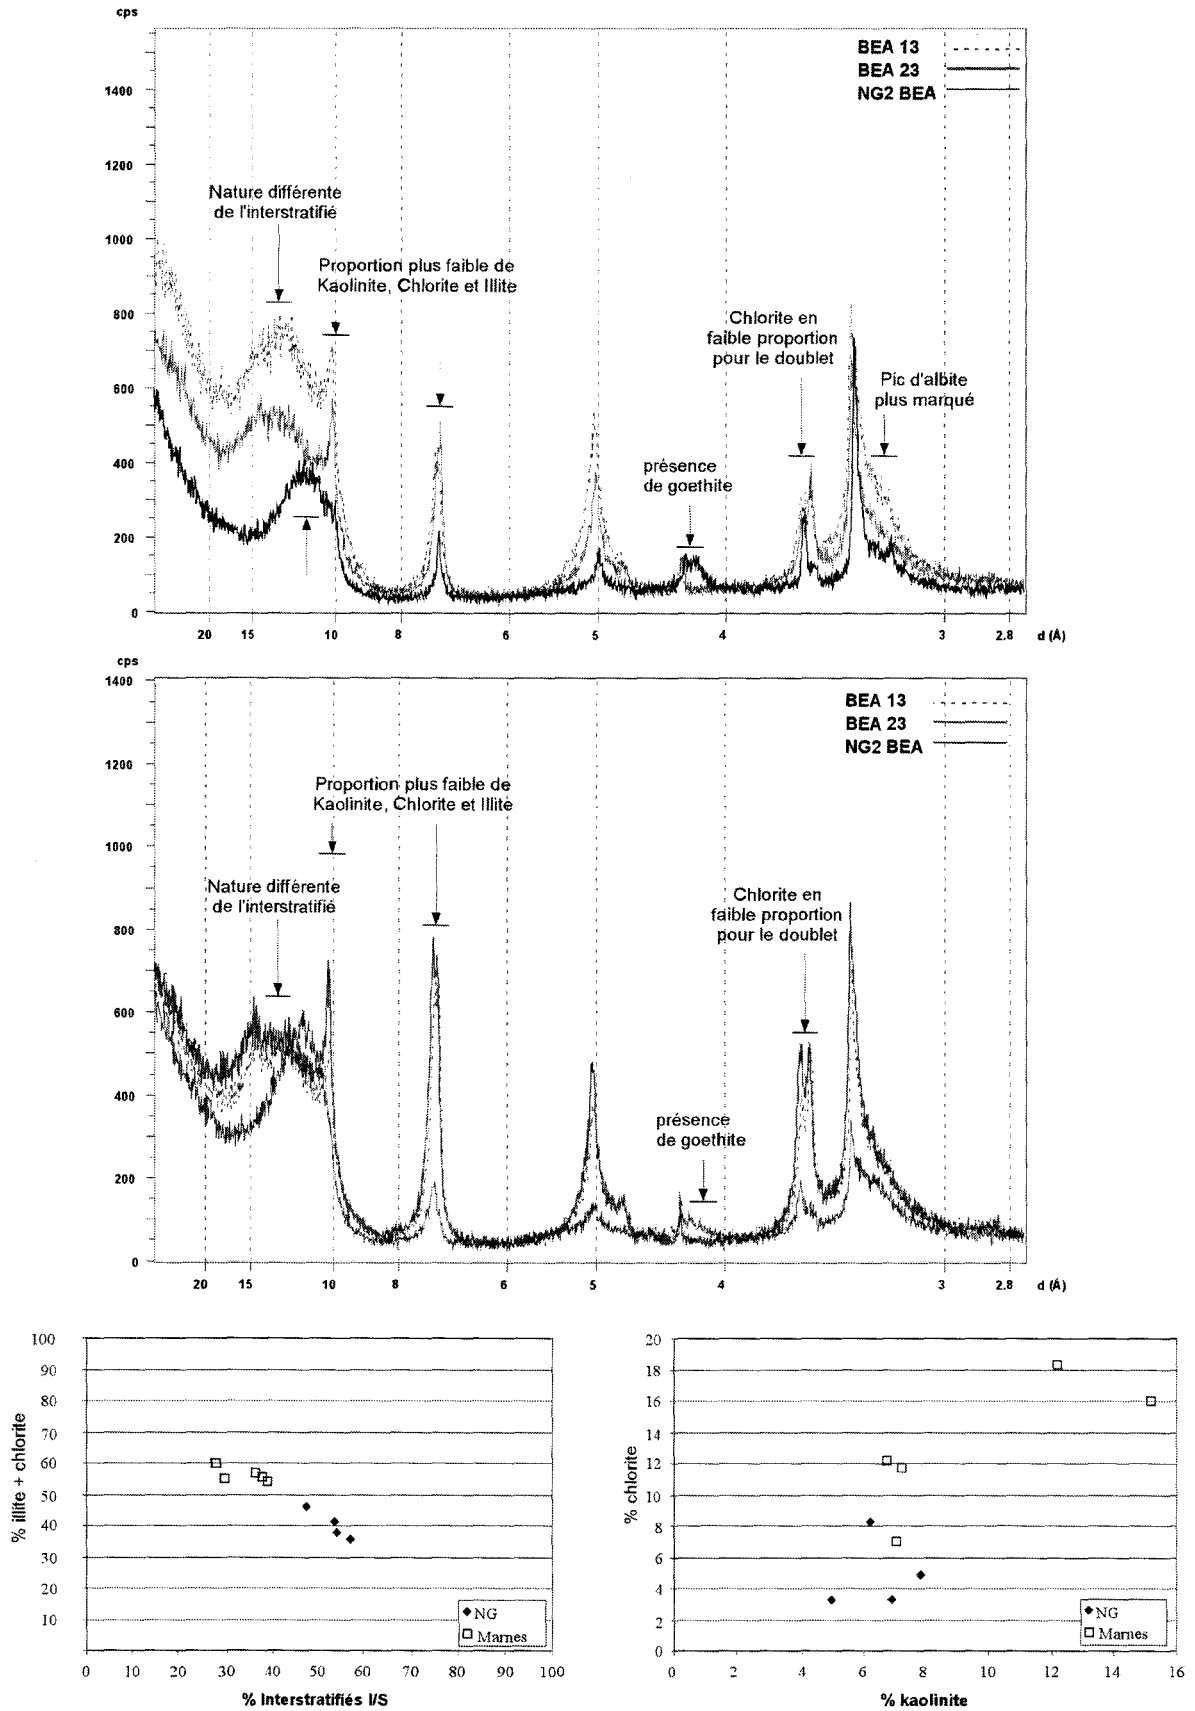 cps
BEA 13
BEA 23
NG2 BEA
1400
1200
1000
800
600
400
200
0
Nature différente
de l'interstratifié
Proportion plus faible de
Kaolinite, Chlorite et Illite
Chlorite en
faible proportion
pour le doublet
Pic d'albite
plus marqué
présence
de goethite
20 15 10 8 6 5 4 3 2.8 d (Å)
cps
1400
1200
1000
800
600
400
200
0
BEA 13
BEA 23
NG2 BEA
Proportion plus faible de
Kaolinite, Chlorite et Illite
Nature différente
de l'interstratifié
Chlorite en
faible proportion
pour le doublet
présence
de goethite
20 15 10 8 6 5 4 3 2.8 d (Å)
% illite + chlorite
100
90
80
70
60
50
40
30
20
10
NG
Marnes
0 10 20 30 40 50 60 70 80 90 100
% Interstratifiés I/S
% chlorite
20
18
16
14
12
10
8
6
4
2
0
NG
Marnes
0 2 4 6 8 10 12 14 16
% kaolinite